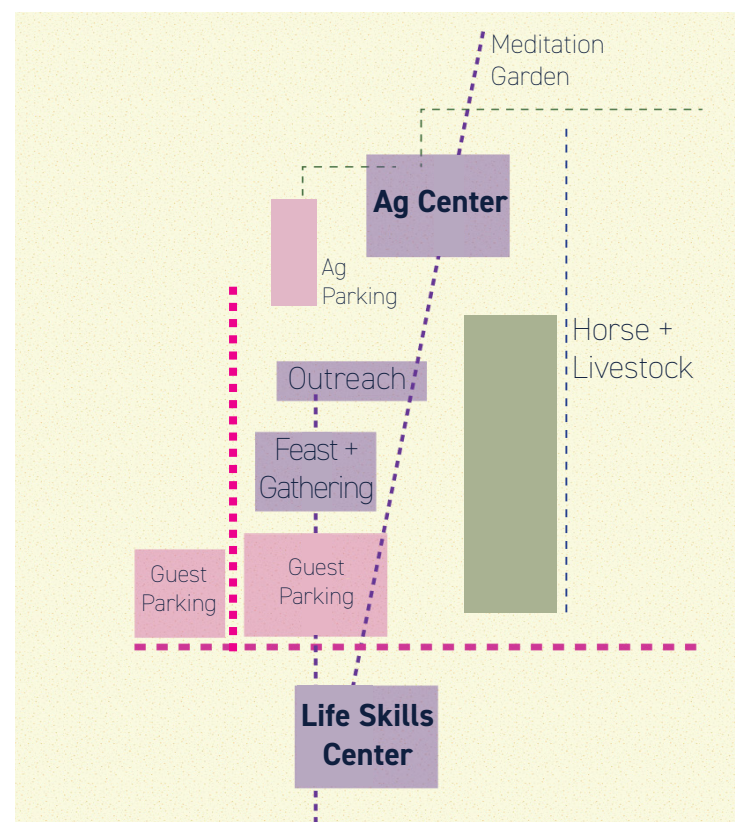 Meditation
Garden
Ag Center
Ag
Parking
Horse +
Livestock
Outreach
Feast +
Gathering
Guest
Parking
Guest
Parking
Life Skills
Center